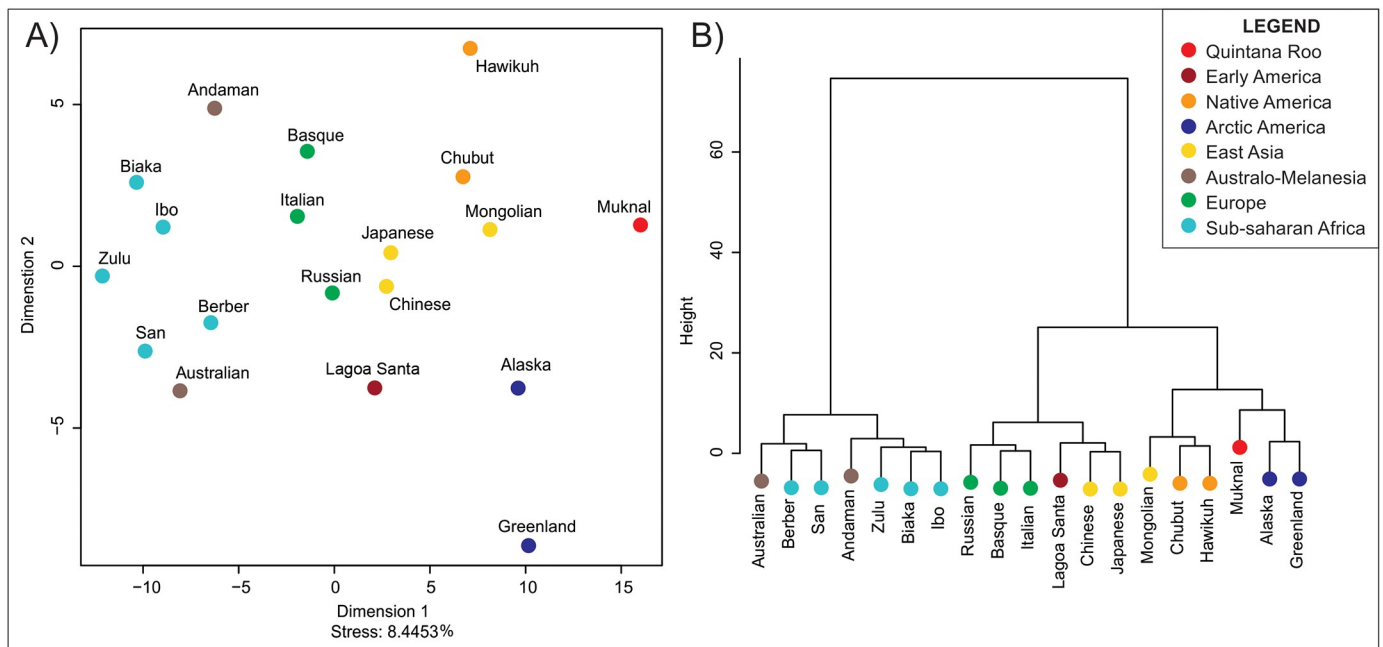 A)
Hawikuh
Andaman
Basque
Chubut
Biaka
Italian
Mongolian
Muknal
Ibo
Japanese
Zulu
Russian
Chinese
Berber
San
Australian
Lagoa Santa
Alaska
Greenland
5
0
−5
Dimenstion 2
−10
−5
0
5
10
15
Dimension 1
Stress: 8.4453%
B)
60
40
20
0
Height
Australian
Berber
San
Andaman
Zulu
Biaka
Ibo
Russian
Basque
Italian
Lagoa Santa
Chinese
Japanese
Mongolian
Chubut
Hawikuh
Muknal
Alaska
Greenland
LEGEND
Quintana Roo
Early America
Native America
Arctic America
East Asia
Australo-Melanesia
Europe
Sub-saharan Africa